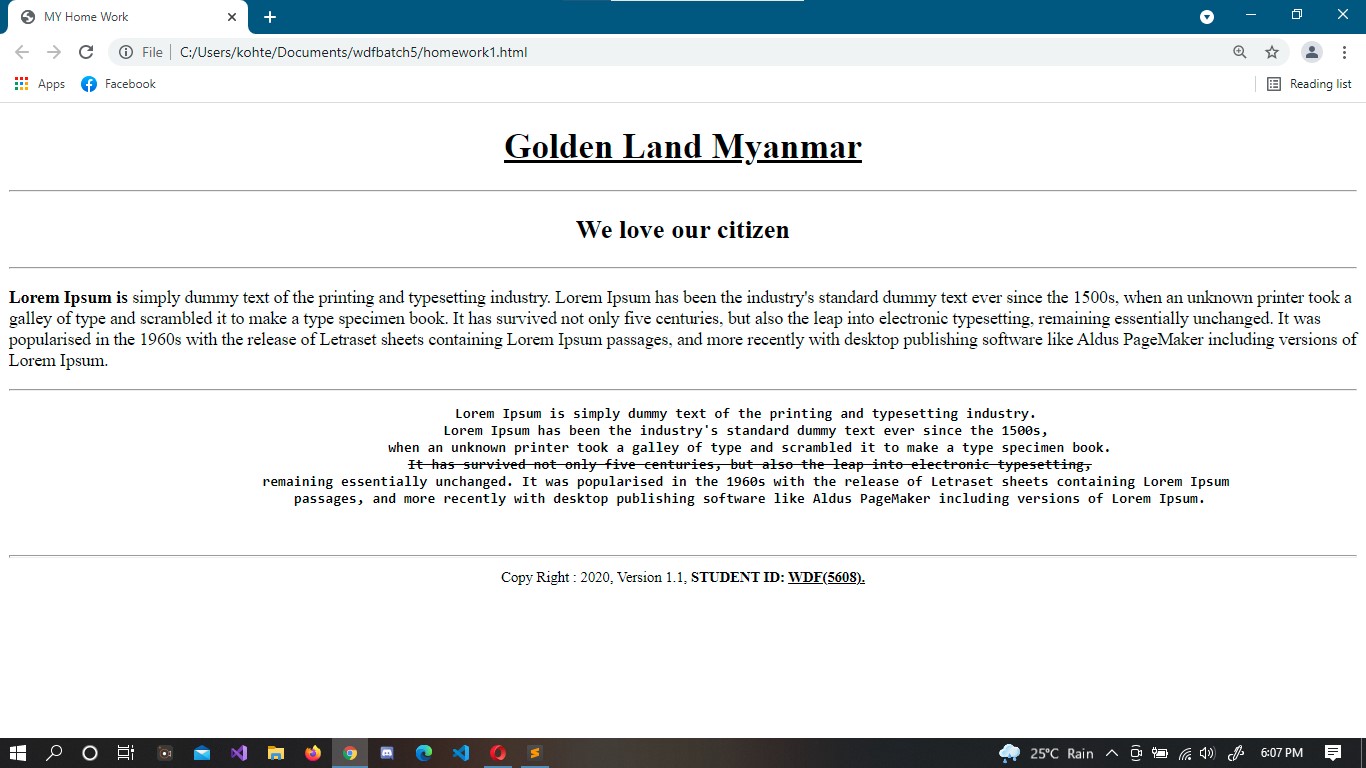 MY Home Work
File | C:/Users/kohte/Documents/wdfbatch5/homework1.html
Apps Facebook Reading list
Golden Land Myanmar
We love our citizen
Lorem Ipsum is simply dummy text of the printing and typesetting industry. Lorem Ipsum has been the industry's standard dummy text ever since the 1500s, when an unknown printer took a
galley of type and scrambled it to make a type specimen book. It has survived not only five centuries, but also the leap into electronic typesetting, remaining essentially unchanged. It was
popularised in the 1960s with the release of Letraset sheets containing Lorem Ipsum passages, and more recently with desktop publishing software like Aldus PageMaker including versions of
Lorem Ipsum.
Lorem Ipsum is simply dummy text of the printing and typesetting industry.
Lorem Ipsum has been the industry's standard dummy text ever since the 1500s,
when an unknown printer took a galley of type and scrambled it to make a type specimen book.
It has survived not only five centuries, but also the leap into electronic typesetting,
remaining essentially unchanged. It was popularised in the 1960s with the release of Letraset sheets containing Lorem Ipsum
passages, and more recently with desktop publishing software like Aldus PageMaker including versions of Lorem Ipsum.
Copy Right : 2020, Version 1.1, STUDENT ID: WDF(5608).
25°C Rain 6:07 PM